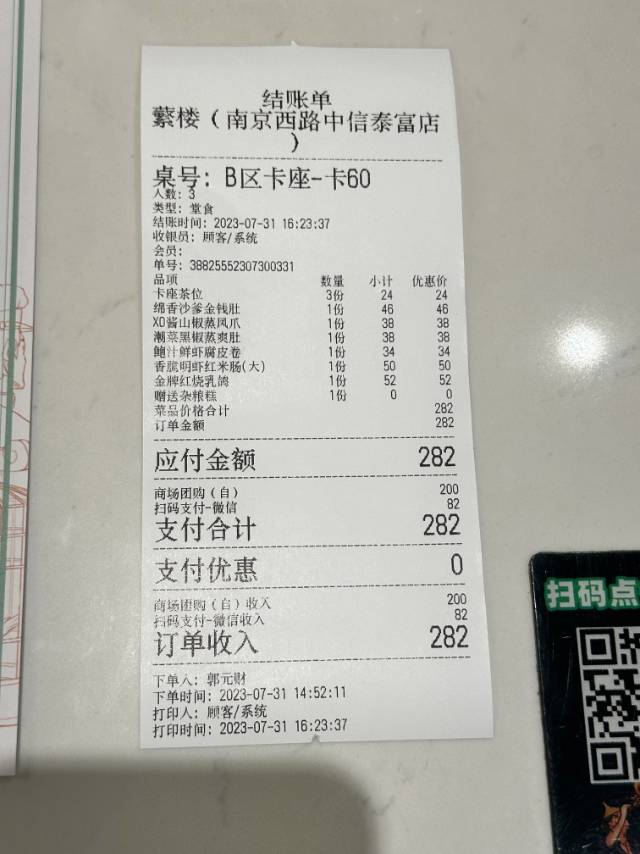 结账单
蘩楼（南京西路中信泰富店
）
桌号：B区卡座-卡60
人数：3
类型：堂食
结账时间：2023-07-31 16:23:37
收银员：顾客/系统
会员：
单号：38825552307300331
品项 数量 小计 优惠价
卡座茶位 3份 24 24
绵香沙爹金钱肚 1份 46 46
XO酱山椒蒸凤爪 1份 38 38
潮菜黑椒蒸爽肚 1份 38 38
鲍汁鲜虾腐皮卷 1份 34 34
香脆明虾红米肠(大) 1份 50 50
金牌红烧乳鸽 1份 52 52
赠送杂粮糕 1份 0 0
菜品价格合计 282
订单金额 282
应付金额 282
商场团购（自） 200
扫码支付-微信 82
支付合计 282
支付优惠 0
商场团购（自）收入 200
扫码支付-微信收入 82
订单收入 282
下单人：郭元财
下单时间：2023-07-31 14:52:11
打印人：顾客/系统
打印时间：2023-07-31 16:23:37
扫码点